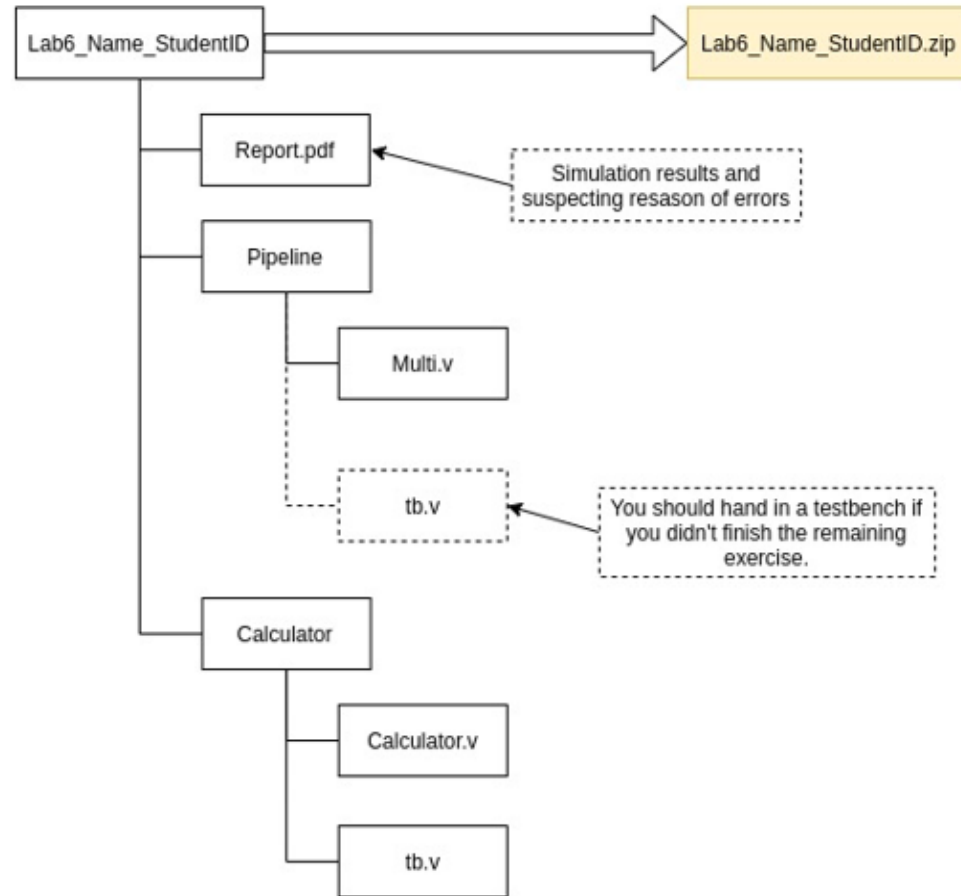 Lab6_Name_StudentID
Lab6_Name_StudentID.zip
Report.pdf
Simulation results and
suspecting resason of errors
Pipeline
Multi.v
tb.v
You should hand in a testbench if
you didn't finish the remaining
exercise.
Calculator
Calculator.v
tb.v